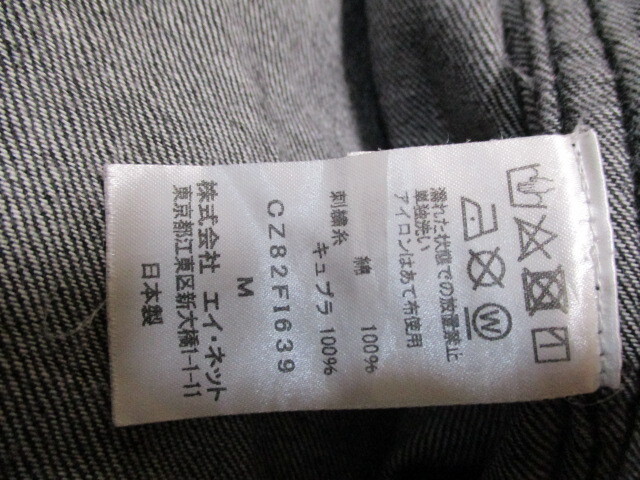 W
濡れた状態での放置禁止
単独洗い
アイロンはあて布使用
綿 100%
刺繍糸
キュプラ 100%
CZ82FI639
M
株式会社 エイ・ネット
東京都江東区新大橋1-1-11
日本製